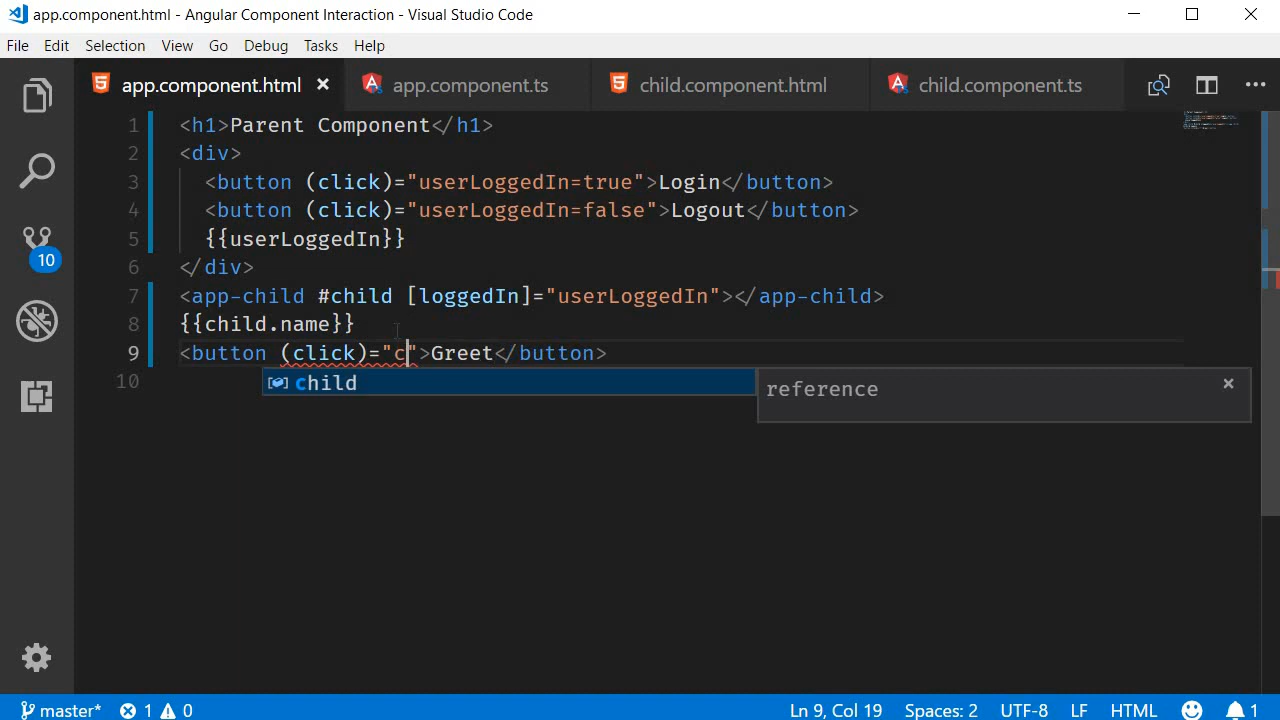 app.component.html - Angular Component Interaction - Visual Studio Code
File Edit Selection View Go Debug Tasks Help
app.component.html × app.component.ts child.component.html child.component.ts
1 <h1>Parent Component</h1>
2 <div>
3 <button (click)="userLoggedIn=true">Login</button>
4 <button (click)="userLoggedIn=false">Logout</button>
5 {{userLoggedIn}}
6 </div>
7 <app-child #child [loggedIn]="userLoggedIn"></app-child>
8 {{child.name}}
9 <button (click)="c">Greet</button>
10
child
reference ×
10
master* 1 0 Ln 9, Col 19 Spaces: 2 UTF-8 LF HTML 1